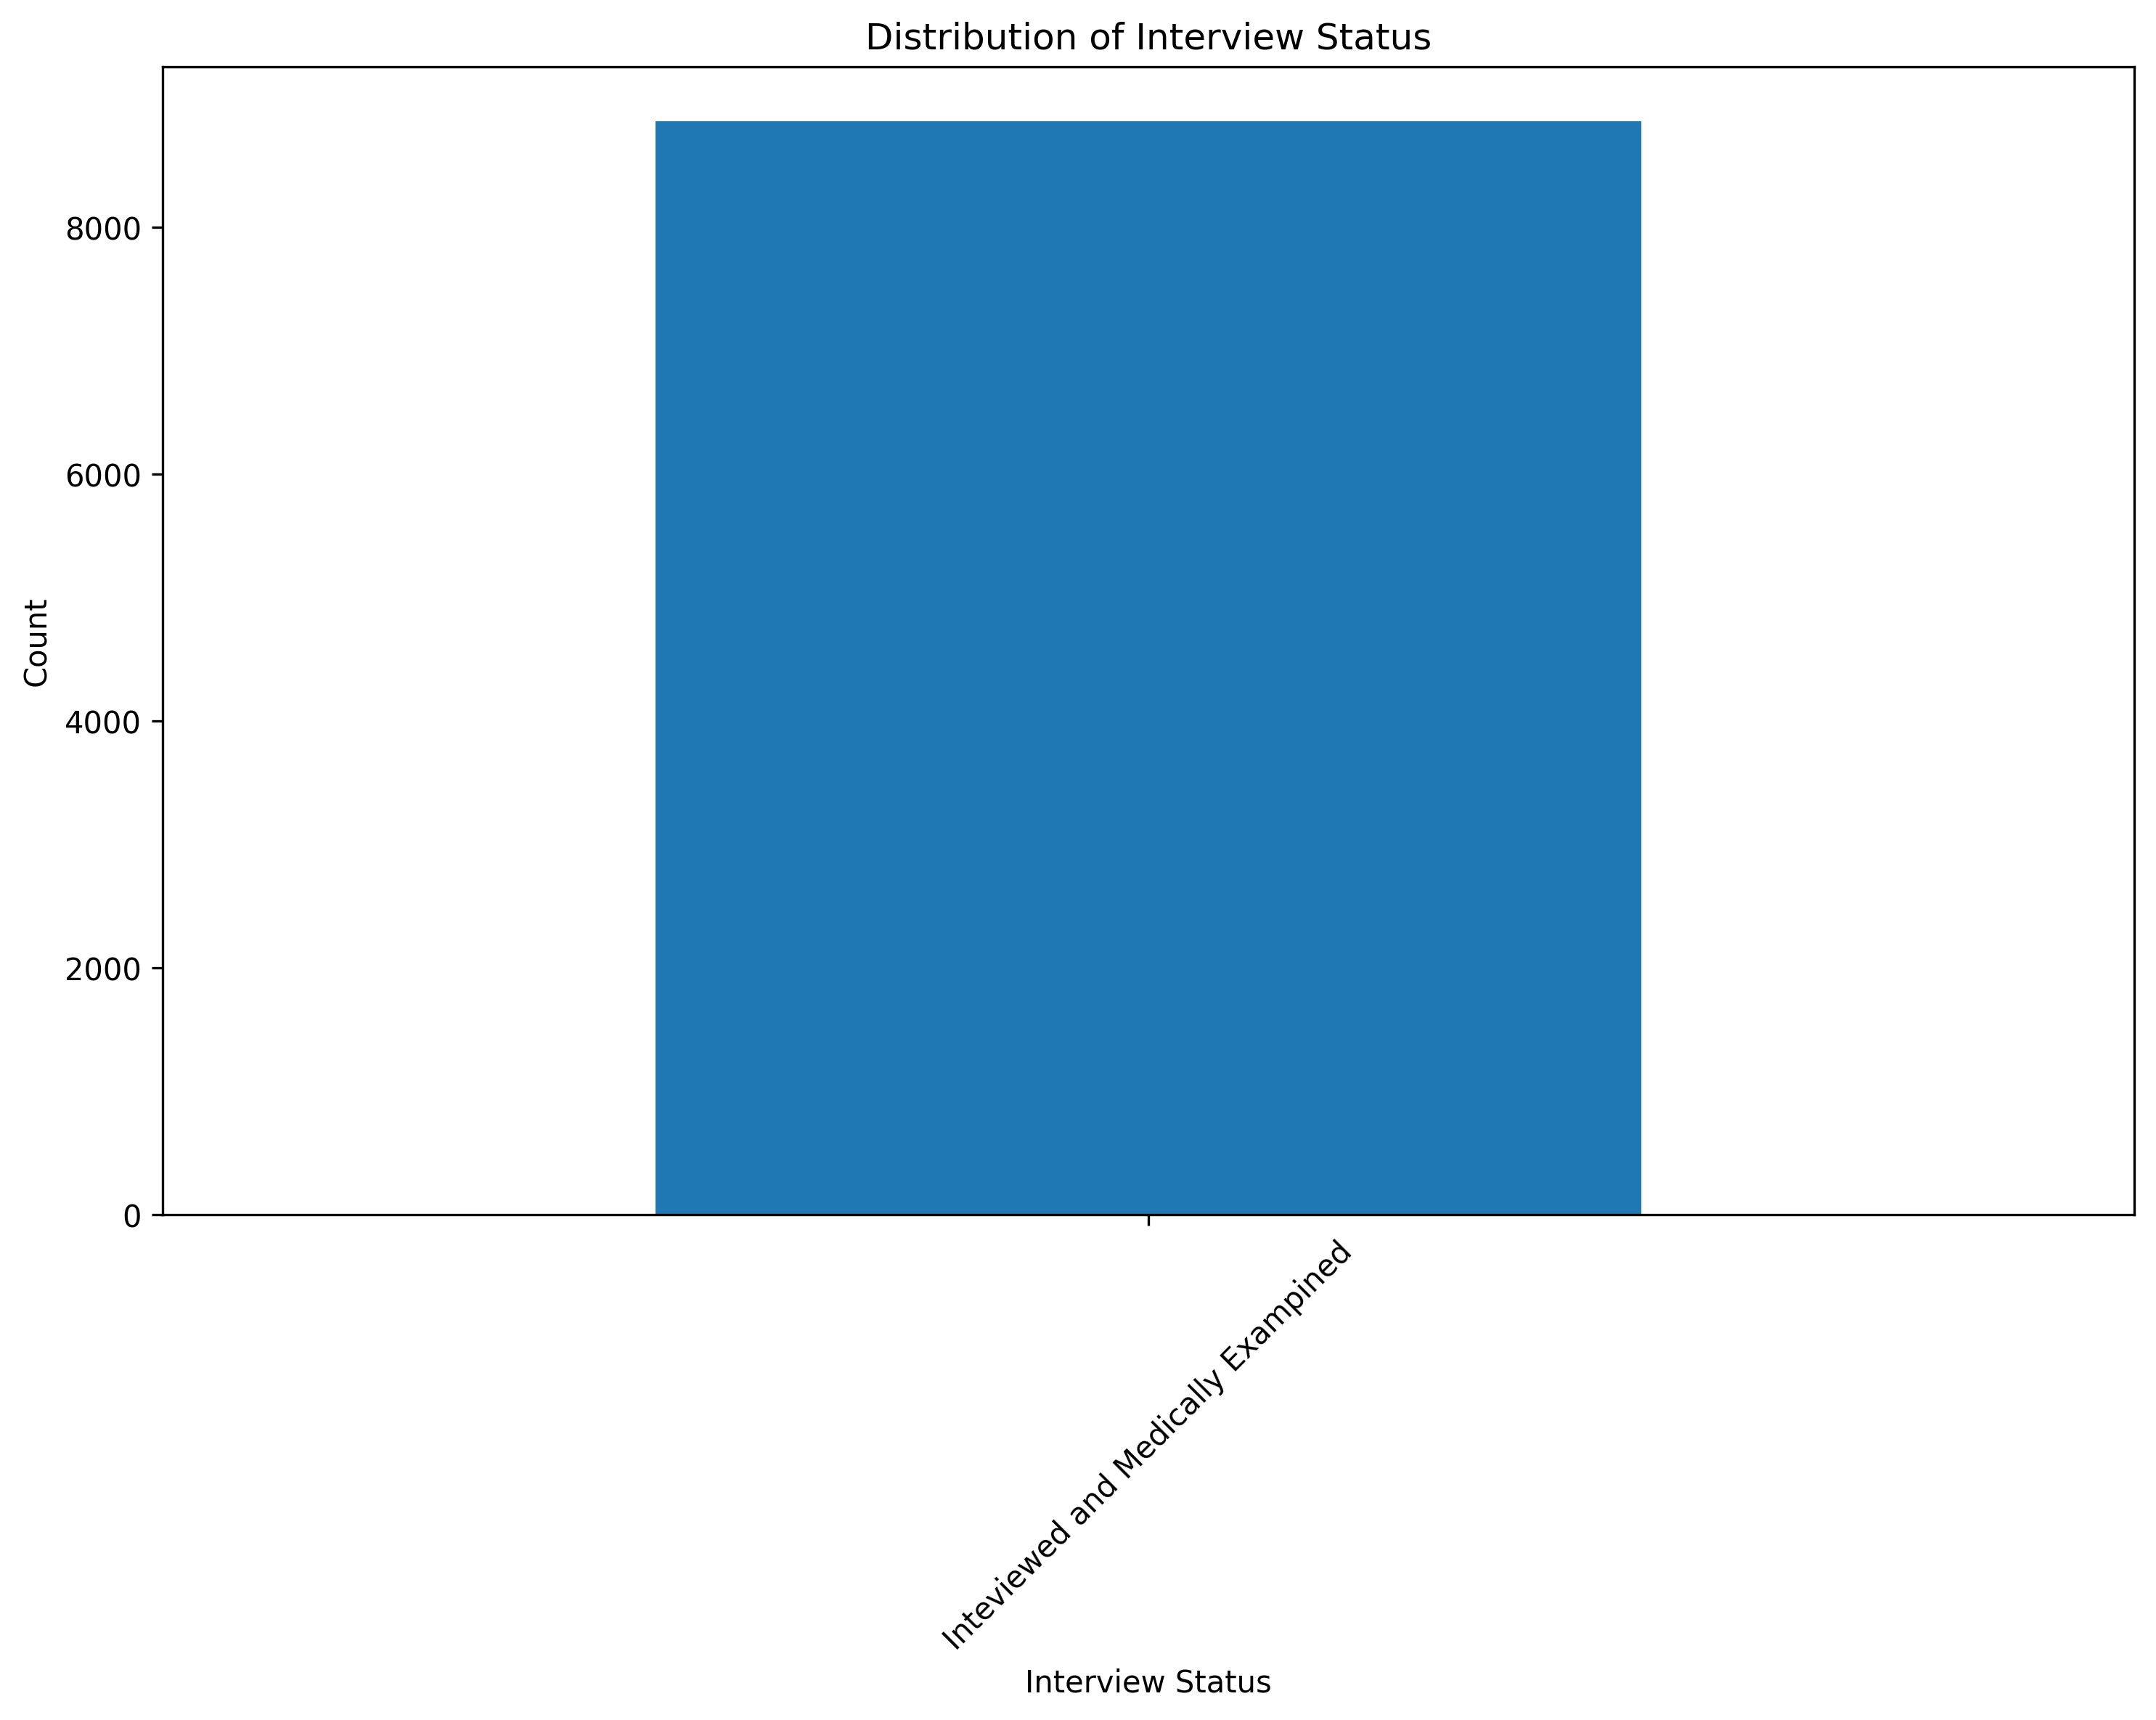 Distribution of Interview Status
8000
6000
4000
2000
0
Count
Inteviewed and Medically Exampined
Interview Status